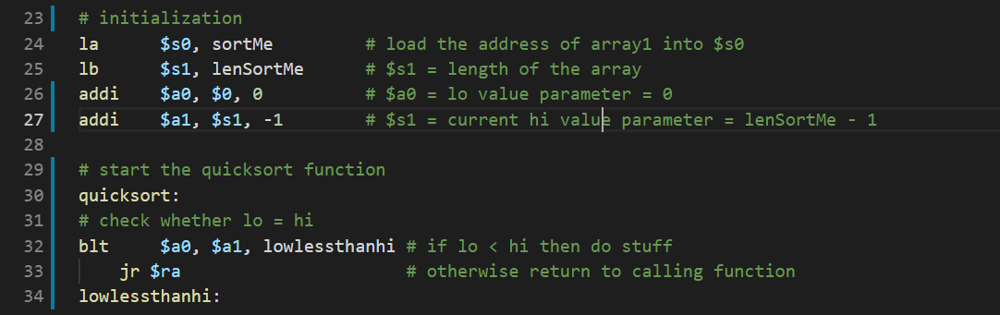 23 # initialization
24 la $s0, sortMe # load the address of array1 into $s0
25 lb $s1, lenSortMe # $s1 = length of the array
26 addi $a0, $0, 0 # $a0 = lo value parameter = 0
27 addi $a1, $s1, -1 # $s1 = current hi value parameter = lenSortMe - 1
28
29 # start the quicksort function
30 quicksort:
31 # check whether lo = hi
32 blt $a0, $a1, lowlessthanhi # if lo < hi then do stuff
33 jr $ra # otherwise return to calling function
34 lowlessthanhi: